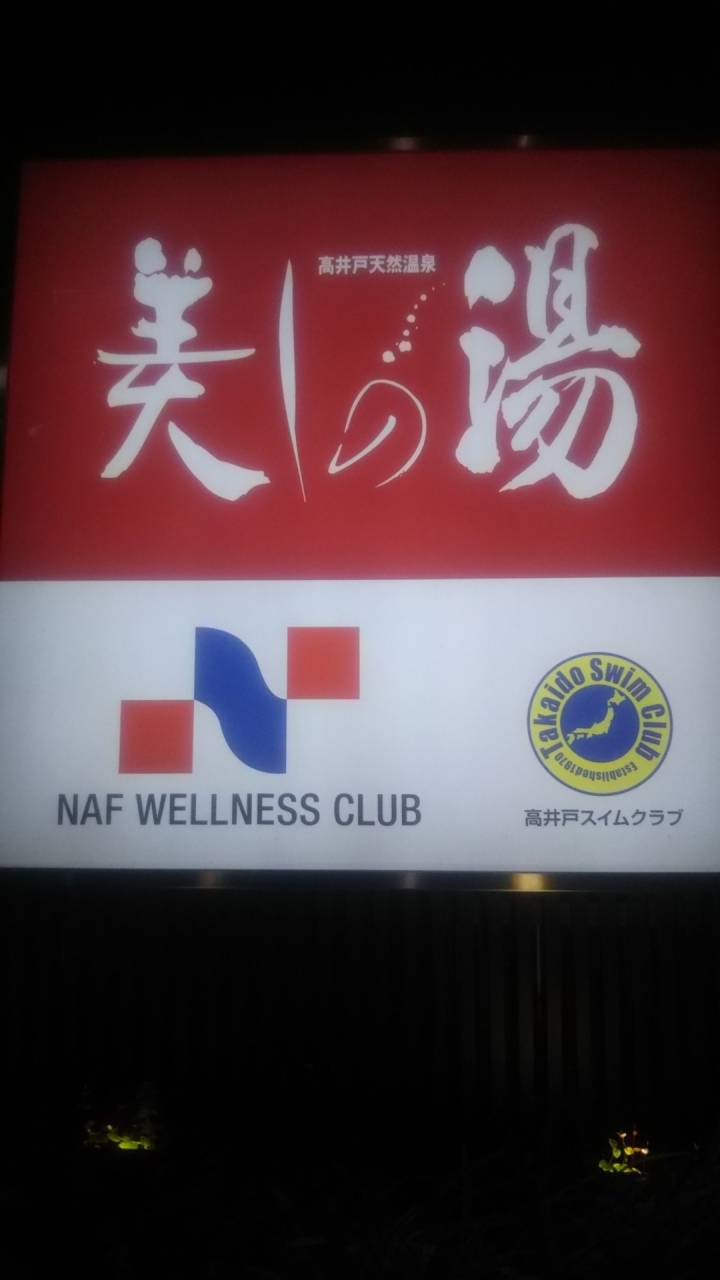 高井戸天然温泉
美しの湯
NAF WELLNESS CLUB
Takaido Swim Club
Established1970
高井戸スイムクラブ